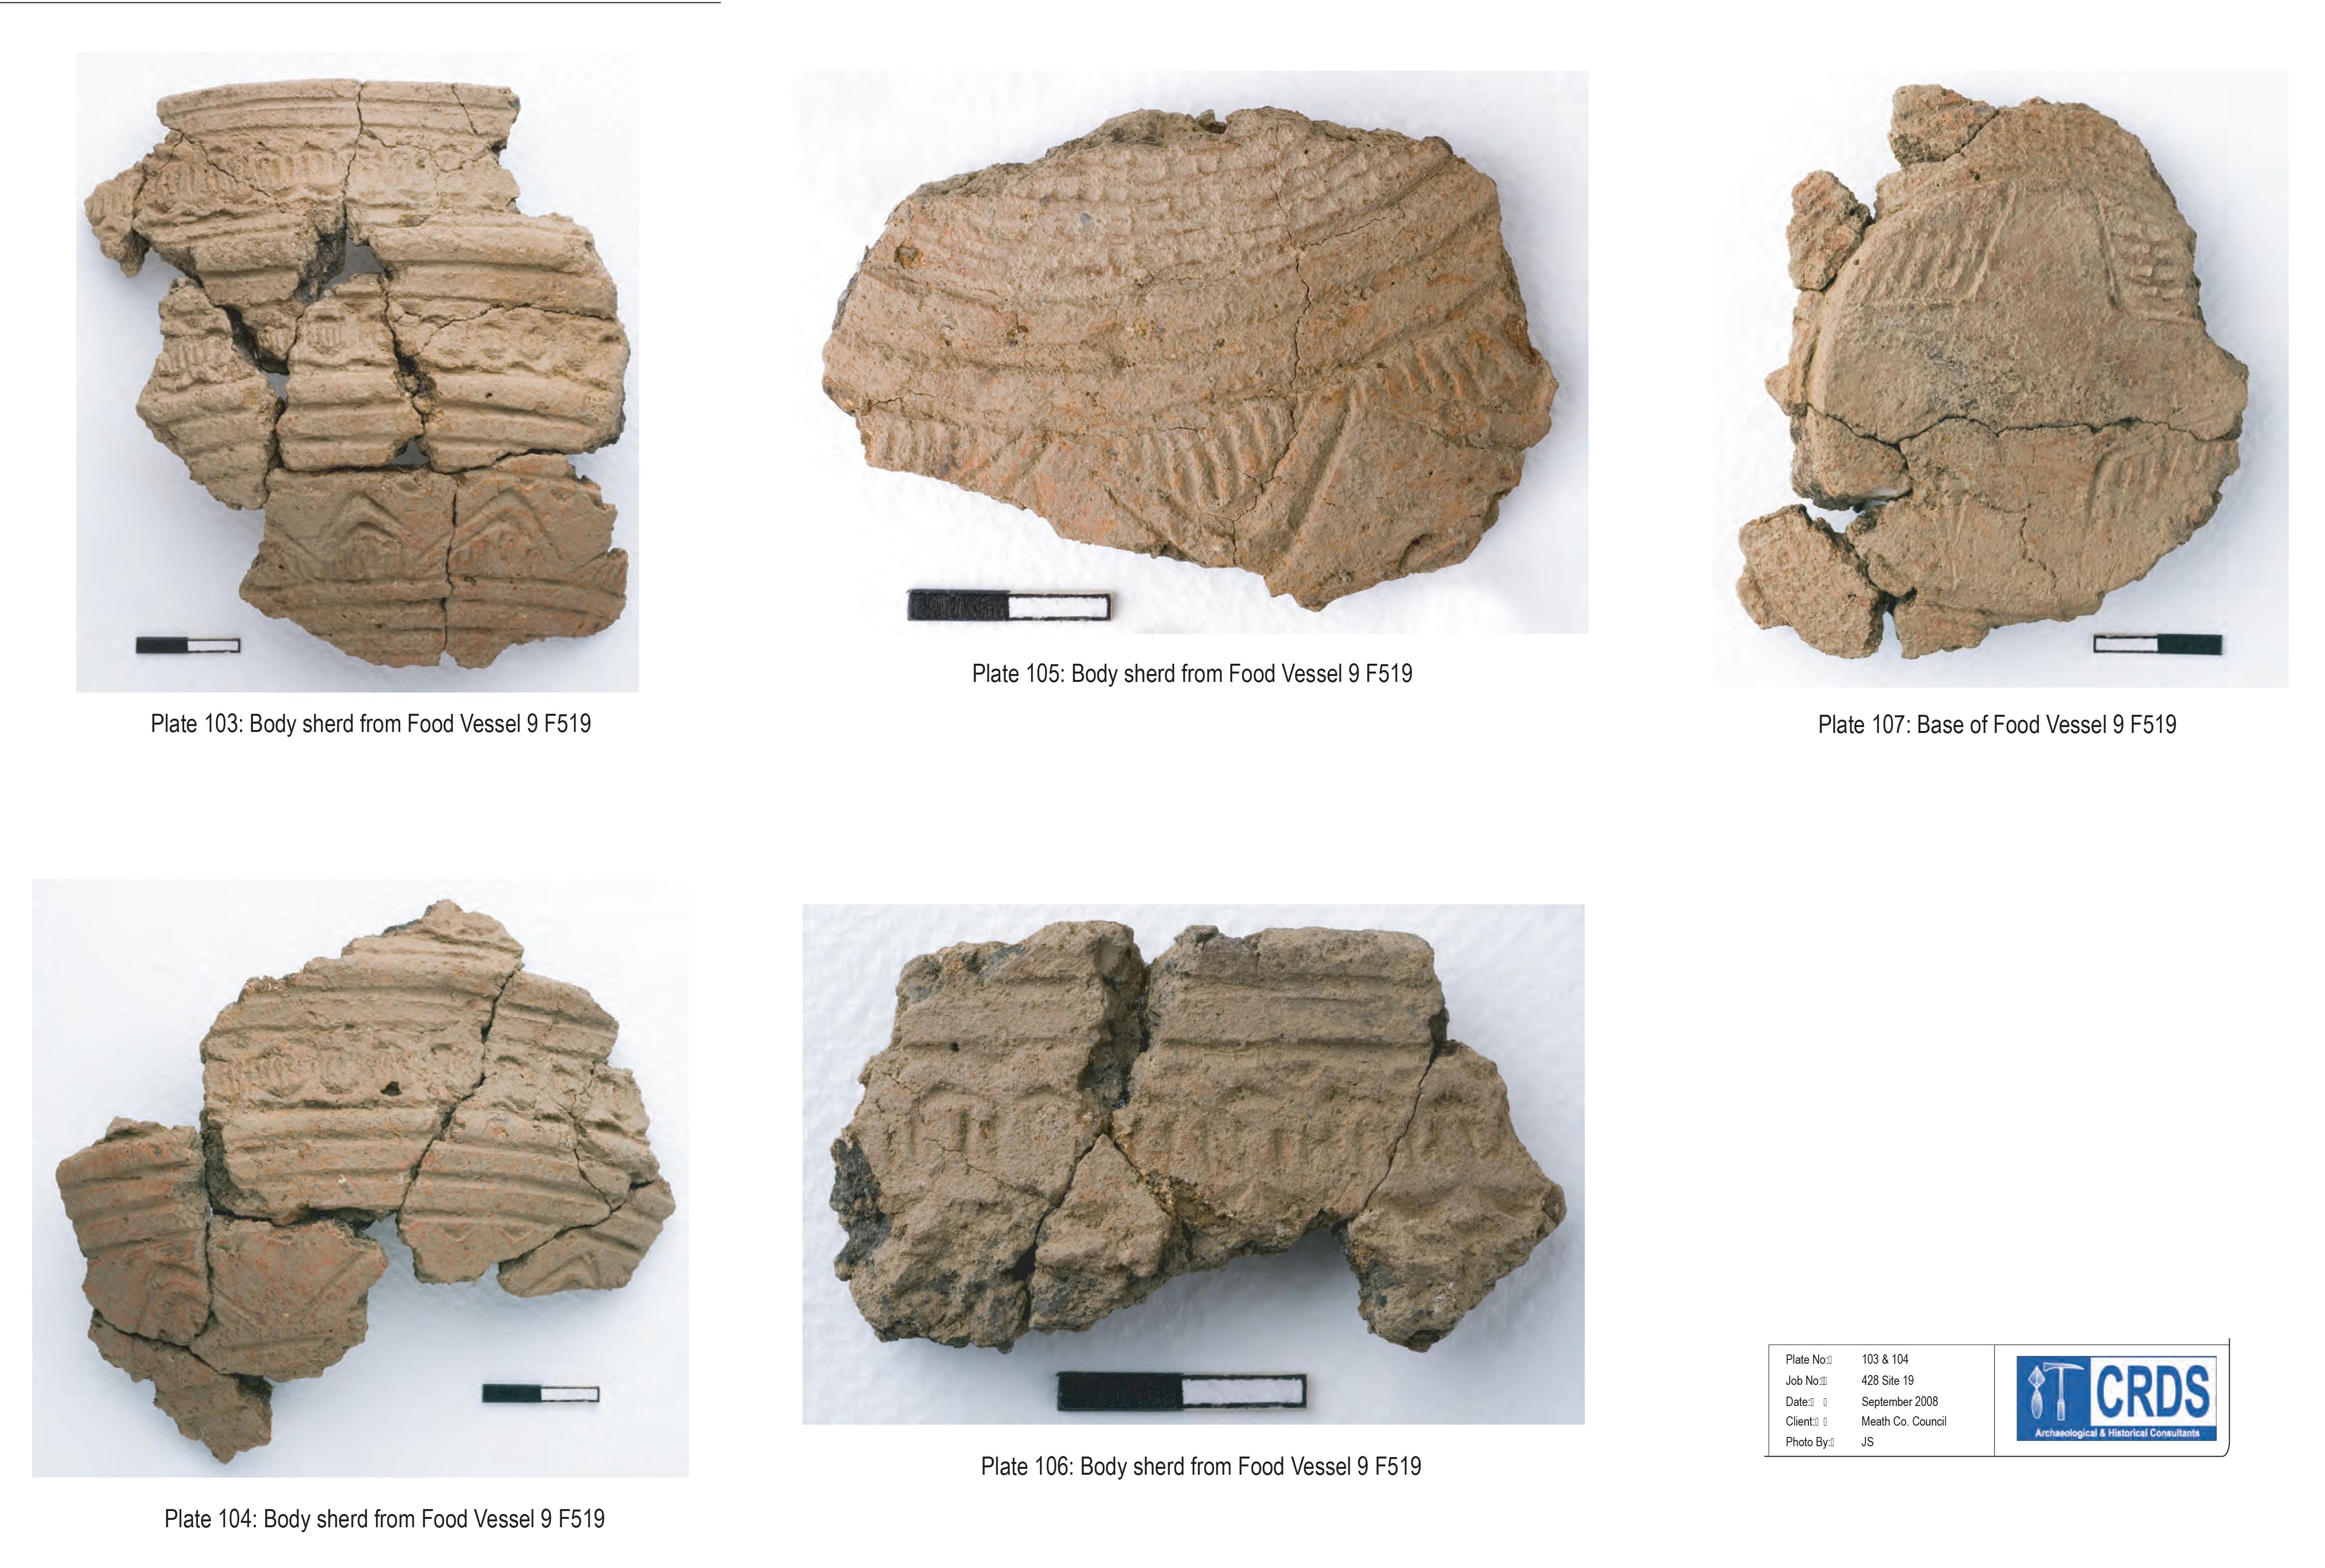 Plate 103: Body sherd from Food Vessel 9 F519
Plate 105: Body sherd from Food Vessel 9 F519
Plate 107: Base of Food Vessel 9 F519
Plate 104: Body sherd from Food Vessel 9 F519
Plate 106: Body sherd from Food Vessel 9 F519
Plate No: 103 & 104
Job No: 428 Site 19
Date: September 2008
Client: Meath Co. Council
Photo By: JS
CRDS
Archaeological & Historical Consultants